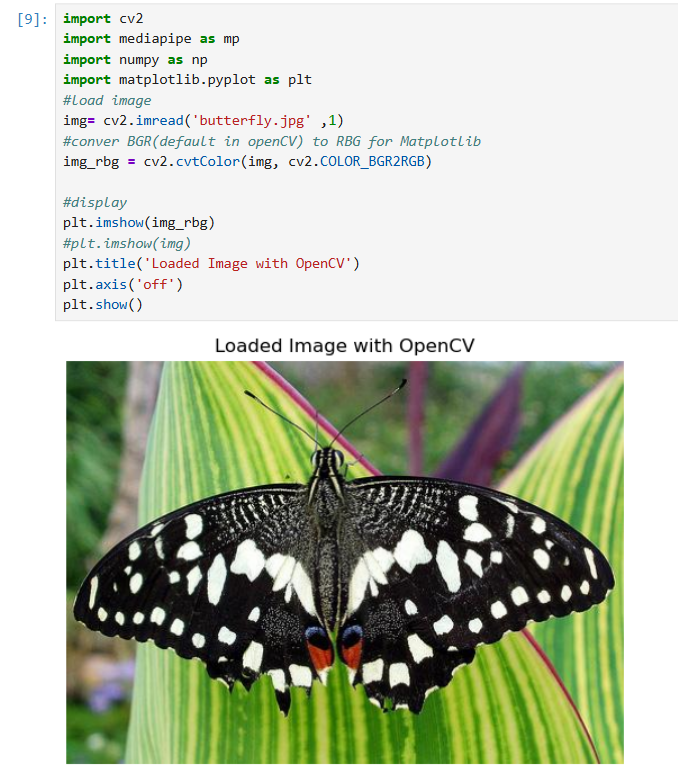 [9]: import cv2
import mediapipe as mp
import numpy as np
import matplotlib.pyplot as plt
#load image
img= cv2.imread('butterfly.jpg' ,1)
#conver BGR(default in openCV) to RBG for Matplotlib
img_rbg = cv2.cvtColor(img, cv2.COLOR_BGR2RGB)
#display
plt.imshow(img_rbg)
#plt.imshow(img)
plt.title('Loaded Image with OpenCV')
plt.axis('off')
plt.show()
Loaded Image with OpenCV